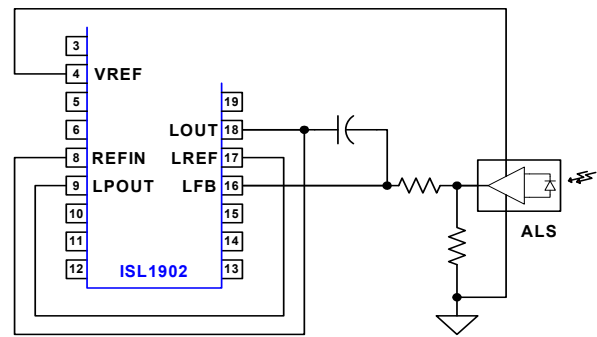 3
4 VREF
5
19
6
LOUT 18
8 REFIN
LREF 17
9 LPOUT
LFB 16
10
15
11
14
12
ISL1902
13
ALS